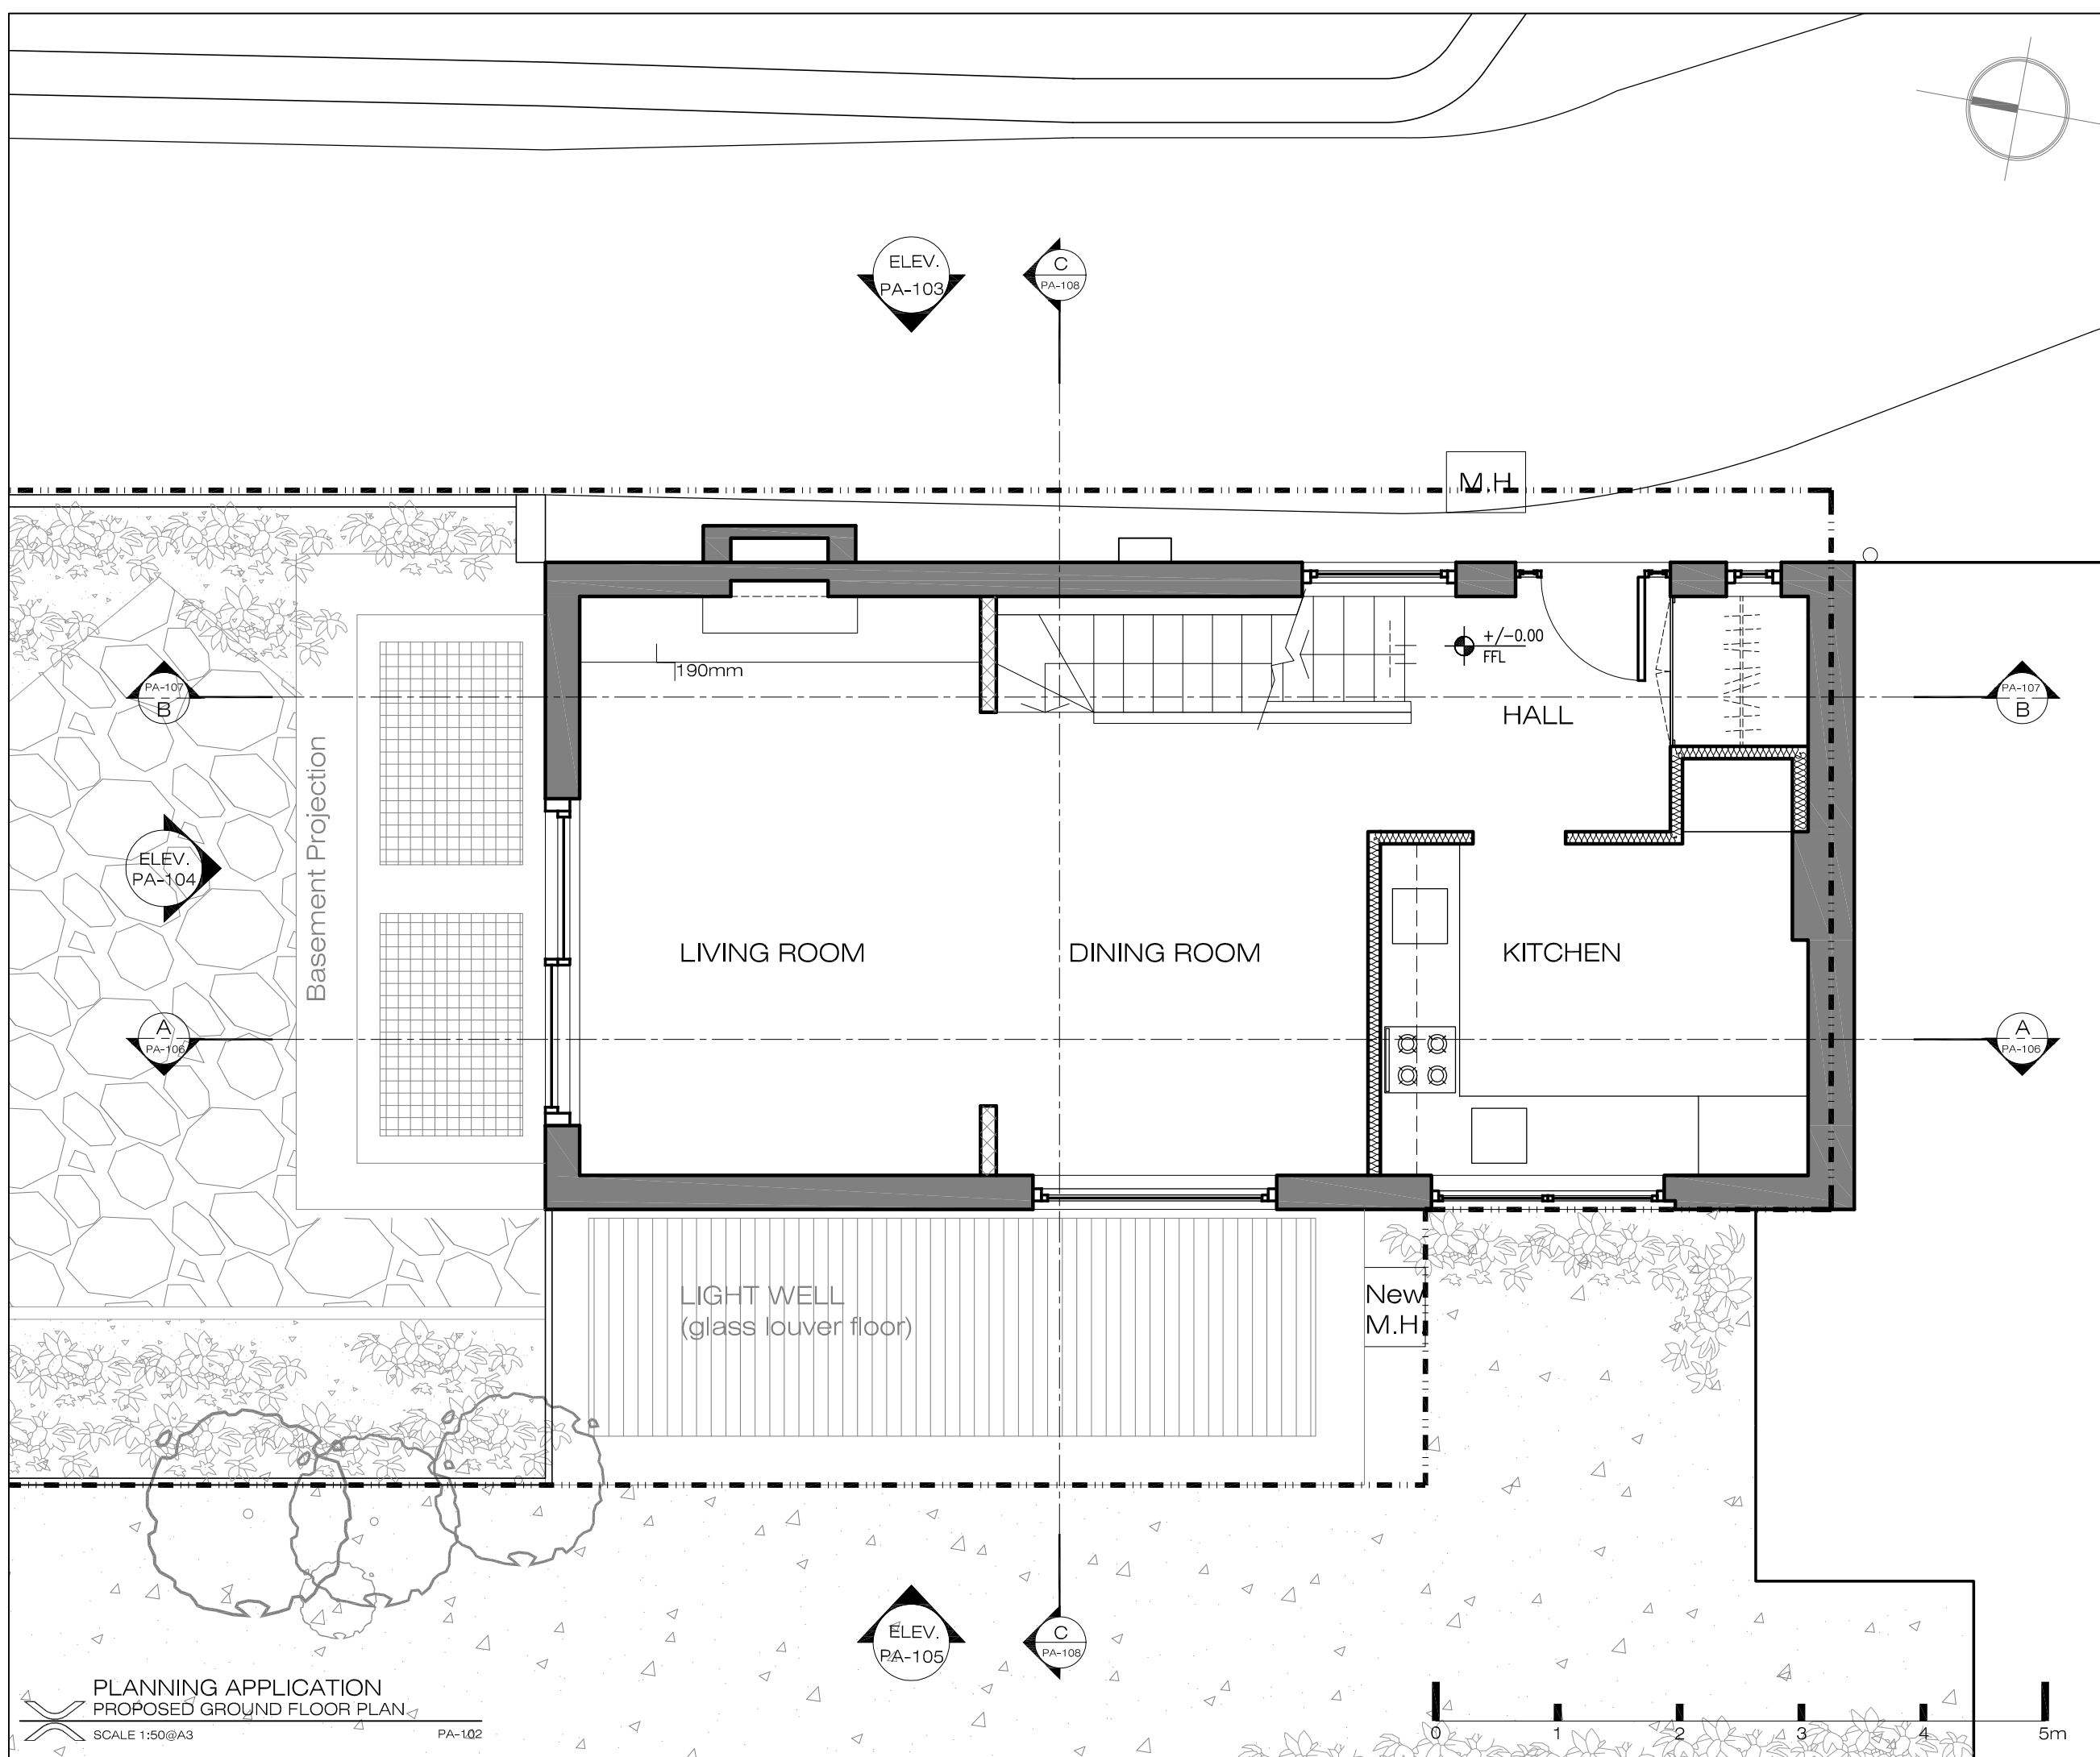 ELEV.
PA-103
C
PA-108
M.H
+/-0.00
FFL
190mm
PA-107
B
HALL
PA-107
B
Basement Projection
ELEV.
PA-104
LIVING ROOM
DINING ROOM
KITCHEN
A
PA-106
A
PA-106
LIGHT WELL
(glass louver floor)
New
M.H.
ELEV.
PA-105
C
PA-108
PLANNING APPLICATION
PROPOSED GROUND FLOOR PLAN
SCALE 1:50@A3
PA-102
0 1 2 3 4 5m